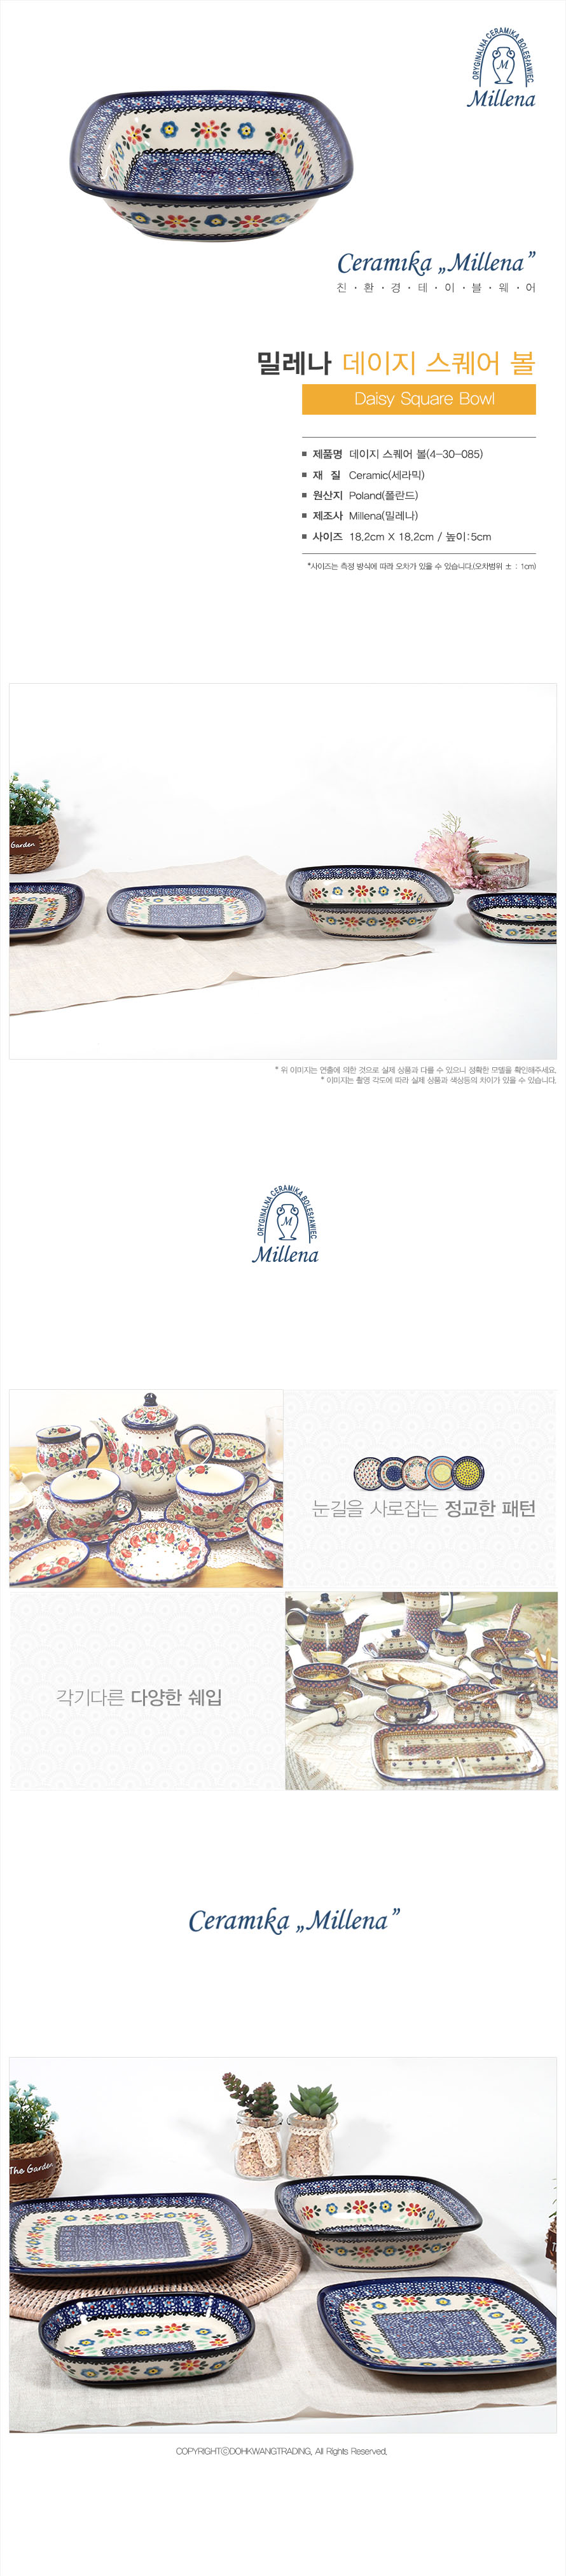 ORYGINALNA CERAMIKA BOLESŁAWIEC
M
Millena
Ceramika „Millena”
친・환・경・테・이・블・웨・어
밀레나 데이지 스퀘어 볼
Daisy Square Bowl
■ 제품명 데이지 스퀘어 볼(4-30-085)
■ 재 질 Ceramic(세라믹)
■ 원산지 Poland(폴란드)
■ 제조사 Millena(밀레나)
■ 사이즈 18.2cm X 18.2cm / 높이:5cm
*사이즈는 측정 방식에 따라 오차가 있을 수 있습니다.(오차범위 ± : 1cm)
Garden
* 위 이미지는 연출에 의한 것으로 실제 상품과 다를 수 있으니 정확한 모델을 확인해주세요.
* 이미지는 촬영 각도에 따라 실제 상품과 색상등의 차이가 있을 수 있습니다.
ORYGINALNA CERAMIKA BOLESŁAWIEC
M
Millena
눈길을 사로잡는 정교한 패턴
각기다른 다양한 쉐입
Ceramika „Millena”
The Garden
COPYRIGHTⓒDOHKWANGTRADING, All Rights Reserved.